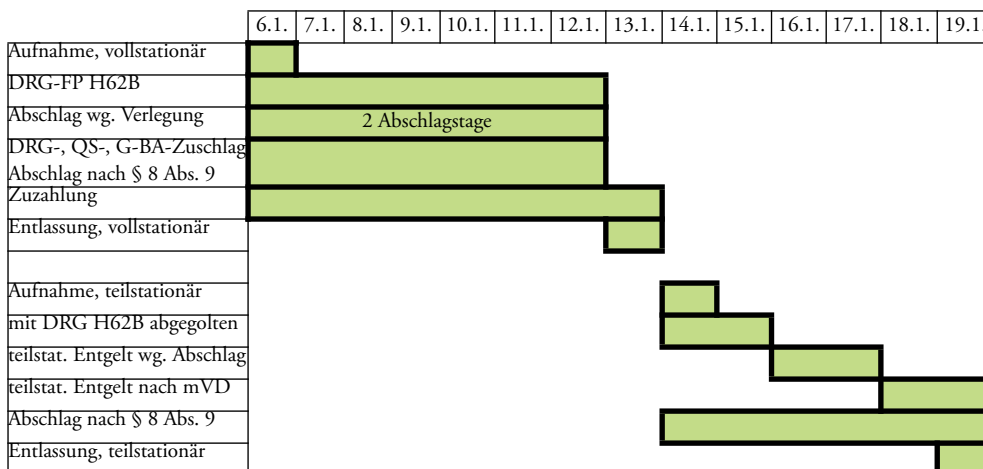 6.1. 7.1. 8.1. 9.1. 10.1. 11.1. 12.1. 13.1. 14.1. 15.1. 16.1. 17.1. 18.1. 19.1.
Aufnahme, vollstationär
DRG-FP H62B
Abschlag wg. Verlegung 2 Abschlagstage
DRG-, QS-, G-BA-Zuschlag
Abschlag nach § 8 Abs. 9
Zuzahlung
Entlassung, vollstationär
Aufnahme, teilstationär
mit DRG H62B abgegolten
teilstat. Entgelt wg. Abschlag
teilstat. Entgelt nach mVD
Abschlag nach § 8 Abs. 9
Entlassung, teilstationär